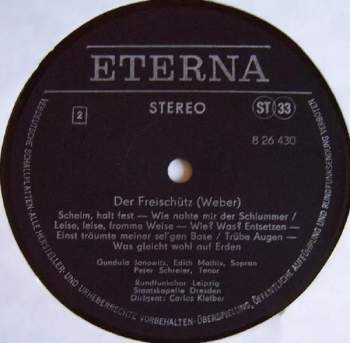 ETERNA
STEREO
ST 33
2
8 26 430
Der Freischütz (Weber)
Schelm, halt fest — Wie nahte mir der Schlummer /
Leise, leise, fromme Weise — Wie? Was? Entsetzen —
Einst träumte meiner sel'gen Base / Trübe Augen —
Was gleicht wohl auf Erden
Gundula Janowitz, Edith Mathis, Sopran
Peter Schreier, Tenor
Rundfunkchor Leipzig
Staatskapelle Dresden
Dirigent: Carlos Kleiber
VEB DEUTSCHE SCHALLPLATTEN. ALLE HERSTELLER- UND URHEBERRECHTE VORBEHALTEN · ÜBERSPIELUNG, ÖFFENTLICHE AUFFÜHRUNG UND RUNDFUNKSENDUNG VERBOTEN